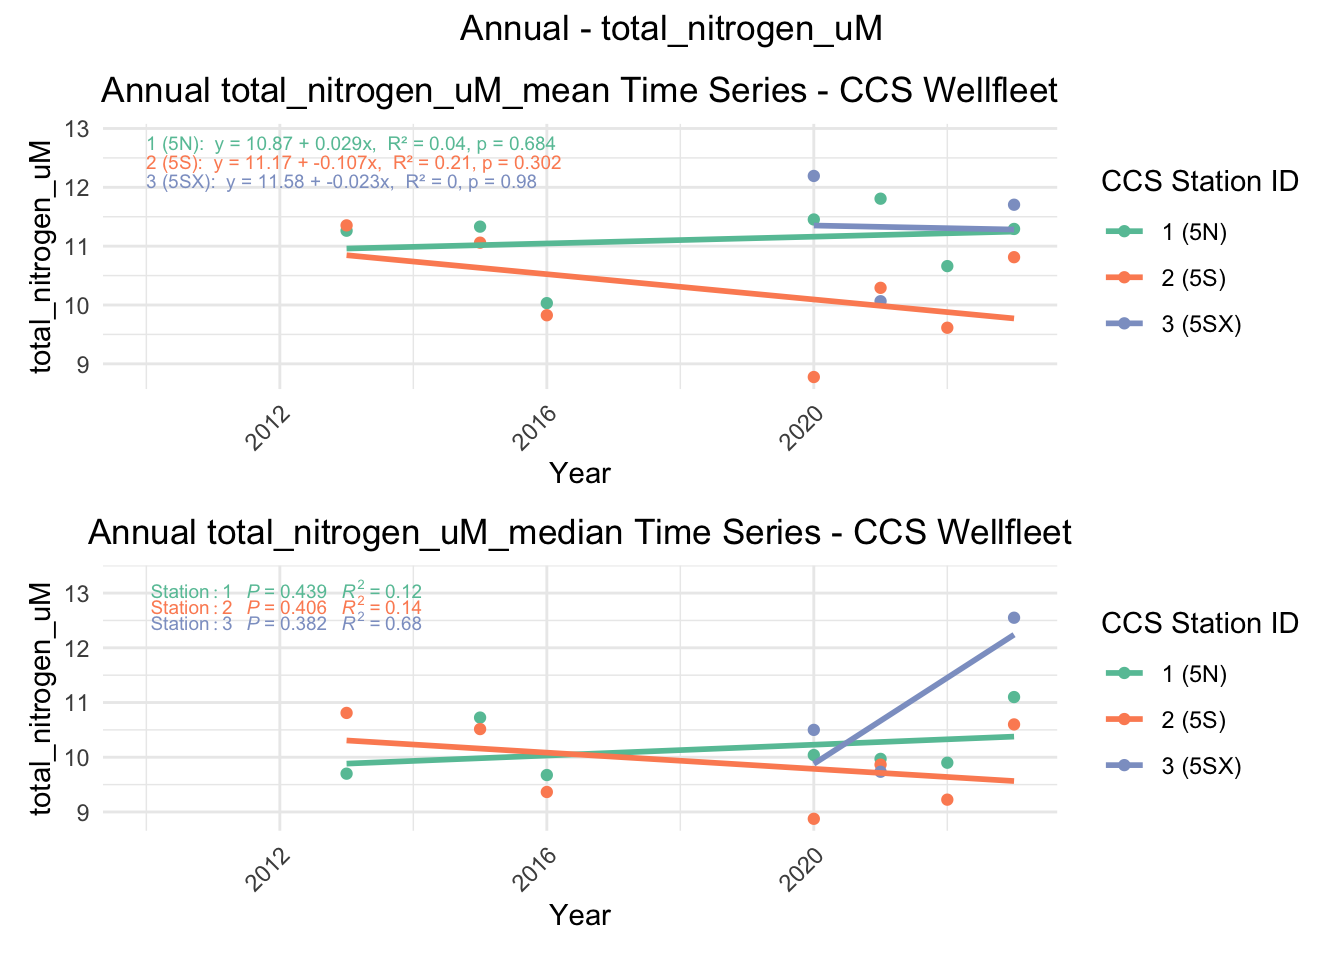 Annual - total_nitrogen_uM
Annual total_nitrogen_uM_mean Time Series - CCS Wellfleet
total_nitrogen_uM
13
12
11
10
9
1 (5N):  y = 10.87 + 0.029x,  R² = 0.04, p = 0.684
2 (5S):  y = 11.17 + -0.107x,  R² = 0.21, p = 0.302
3 (5SX):  y = 11.58 + -0.023x,  R² = 0, p = 0.98
2012
2016
2020
Year
CCS Station ID
1 (5N)
2 (5S)
3 (5SX)
Annual total_nitrogen_uM_median Time Series - CCS Wellfleet
total_nitrogen_uM
13
12
11
10
9
Station : 1  P = 0.439  R² = 0.12
Station : 2  P = 0.406  R² = 0.14
Station : 3  P = 0.382  R² = 0.68
2012
2016
2020
Year
CCS Station ID
1 (5N)
2 (5S)
3 (5SX)